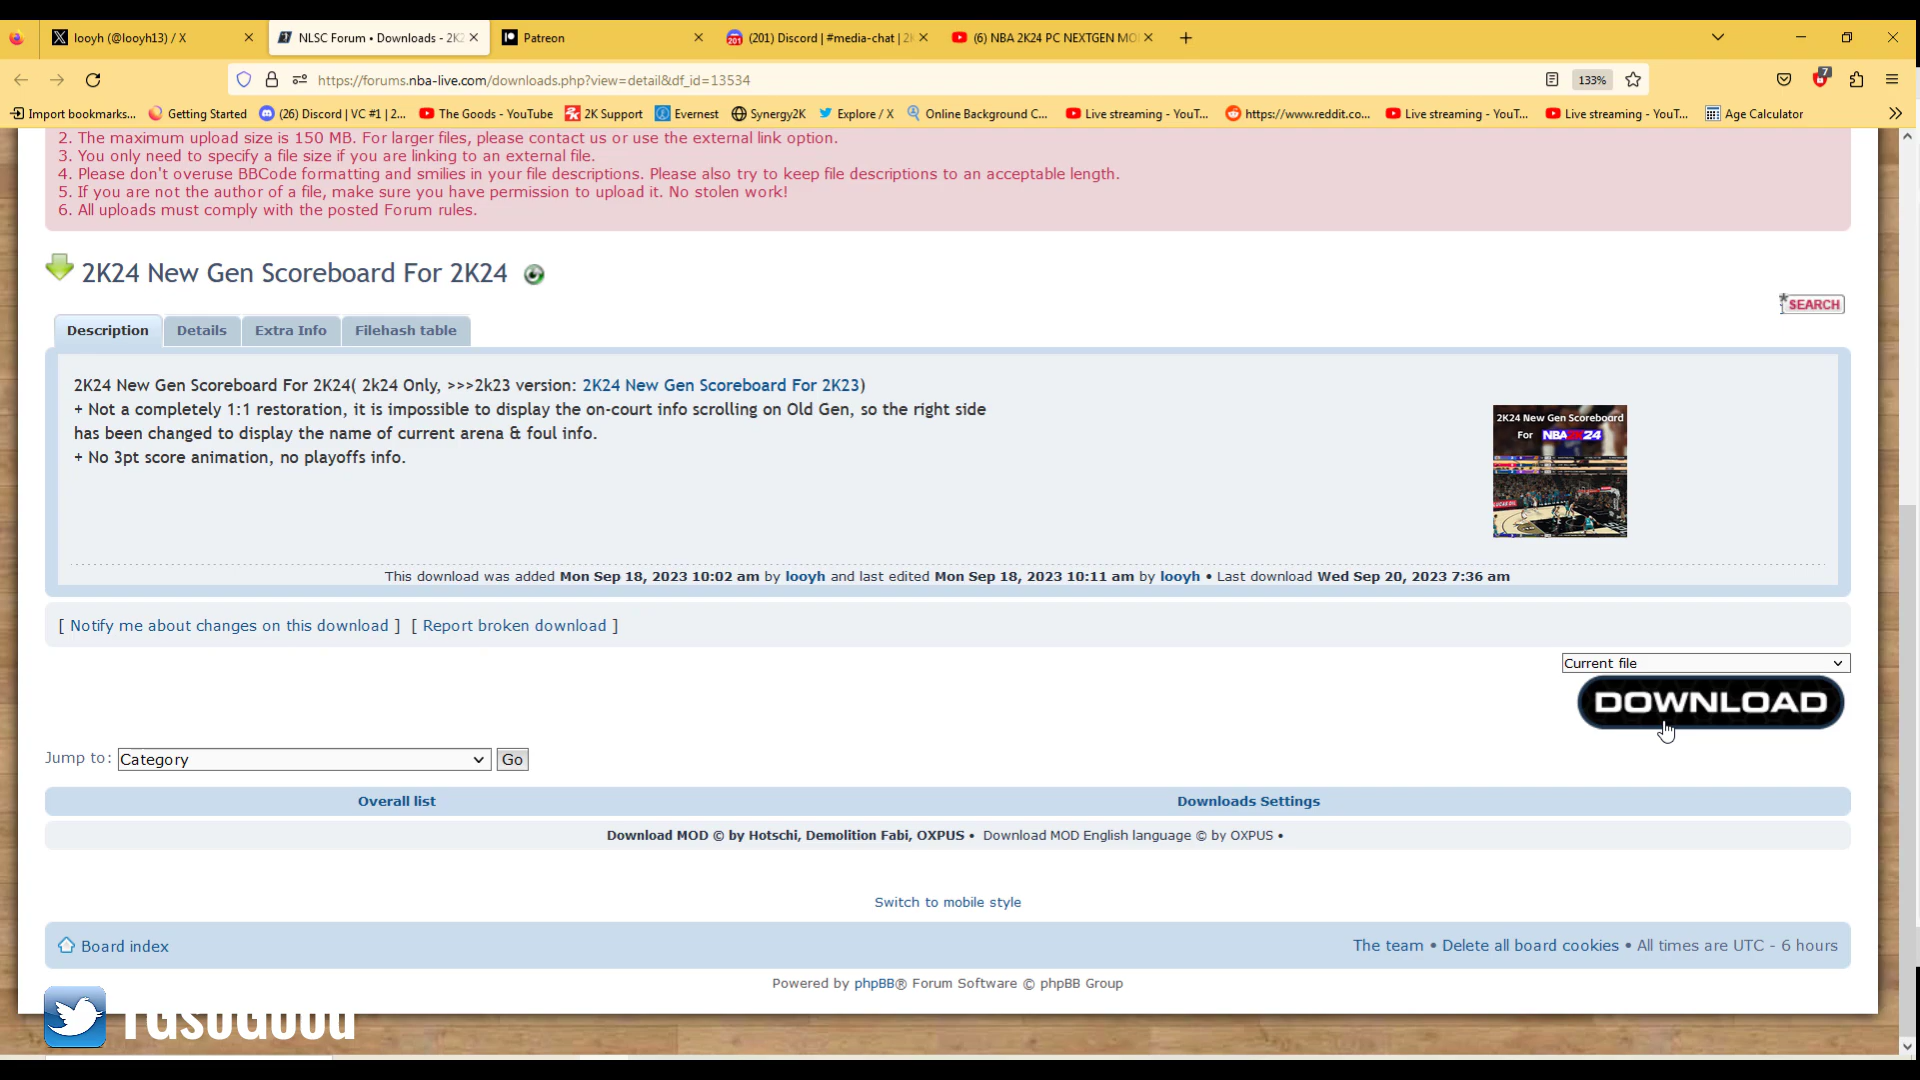 looyh (@looyh13) / X
NLSC Forum • Downloads - 2K2
Patreon
(201) Discord | #media-chat | 2K
(6) NBA 2K24 PC NEXTGEN MO
https://forums.nba-live.com/downloads.php?view=detail&df_id=13534
133%
7
Import bookmarks...
Getting Started
(26) Discord | VC #1 | 2...
The Goods - YouTube
2K Support
Evernest
Synergy2K
Explore / X
Online Background C...
Live streaming - YouT...
https://www.reddit.co...
Live streaming - YouT...
Live streaming - YouT...
Age Calculator
2. The maximum upload size is 150 MB. For larger files, please contact us or use the external link option.
3. You only need to specify a file size if you are linking to an external file.
4. Please don't overuse BBCode formatting and smilies in your file descriptions. Please also try to keep file descriptions to an acceptable length.
5. If you are not the author of a file, make sure you have permission to upload it. No stolen work!
6. All uploads must comply with the posted Forum rules.
2K24 New Gen Scoreboard For 2K24
*SEARCH
Description
Details
Extra Info
Filehash table
2K24 New Gen Scoreboard For 2K24( 2k24 Only, >>>2k23 version: 2K24 New Gen Scoreboard For 2K23)
+ Not a completely 1:1 restoration, it is impossible to display the on-court info scrolling on Old Gen, so the right side
has been changed to display the name of current arena & foul info.
+ No 3pt score animation, no playoffs info.
2K24 New Gen Scoreboard
For NBA 2K24
This download was added Mon Sep 18, 2023 10:02 am by looyh and last edited Mon Sep 18, 2023 10:11 am by looyh • Last download Wed Sep 20, 2023 7:36 am
[ Notify me about changes on this download ] [ Report broken download ]
Current file
DOWNLOAD
Jump to: Category Go
Overall list
Downloads Settings
Download MOD © by Hotschi, Demolition Fabi, OXPUS • Download MOD English language © by OXPUS •
Switch to mobile style
Board index
The team • Delete all board cookies • All times are UTC - 6 hours
Powered by phpBB® Forum Software © phpBB Group